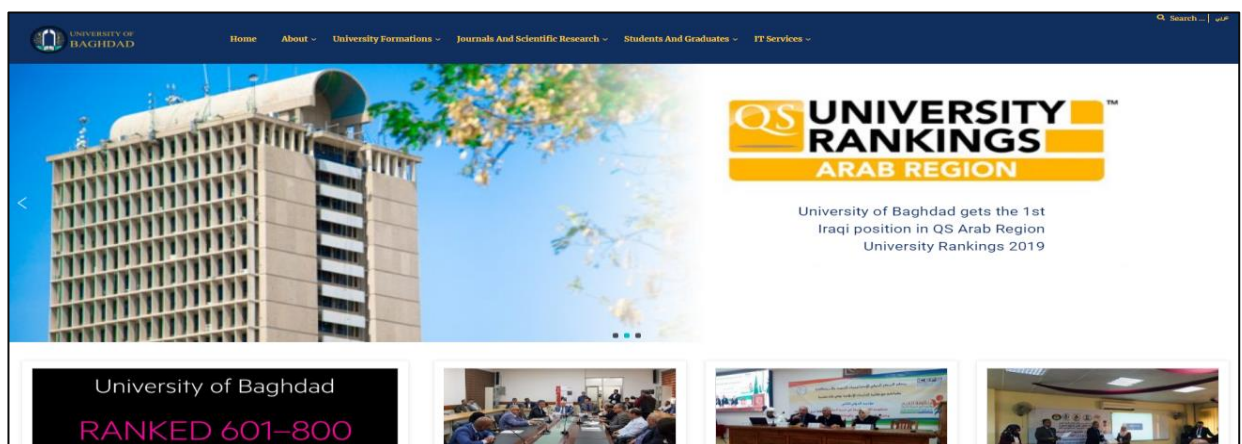 Search ...
عربي
UNIVERSITY OF
BAGHDAD
Home
About
University Formations
Journals And Scientific Research
Students And Graduates
IT Services
QS UNIVERSITY
RANKINGS
TM
ARAB REGION
University of Baghdad gets the 1st
Iraqi position in QS Arab Region
University Rankings 2019
University of Baghdad
RANKED 601–800